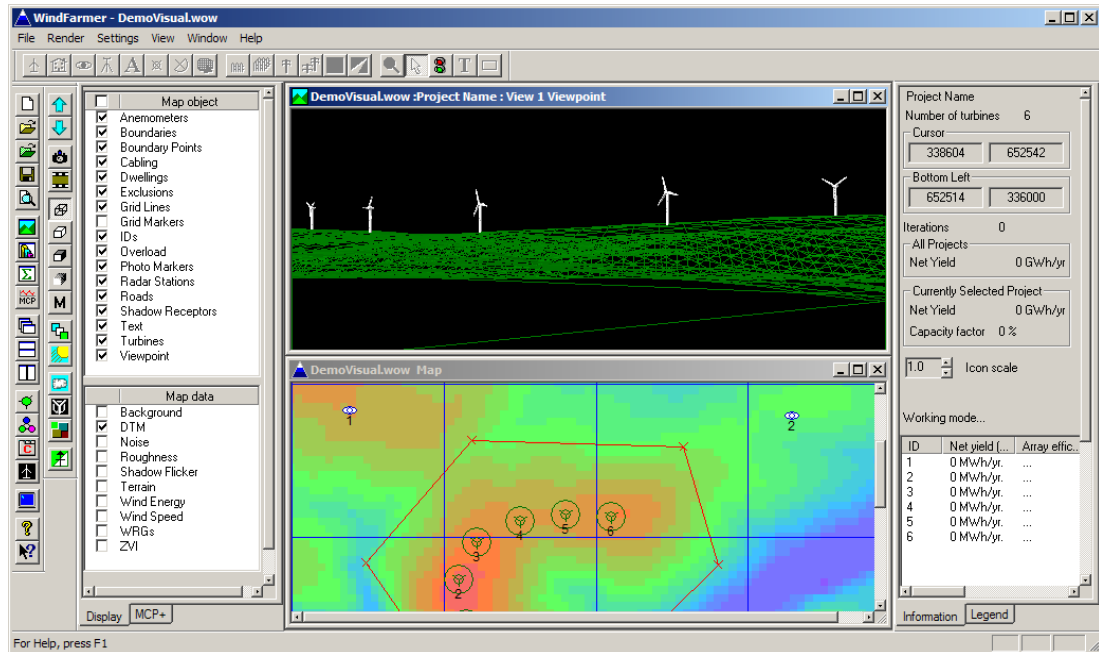 WindFarmer - DemoVisual.wow
File Render Settings View Window Help
A T
Map object
Anemometers
Boundaries
Boundary Points
Cabling
Dwellings
Exclusions
Grid Lines
Grid Markers
IDs
Overload
Photo Markers
Radar Stations
Roads
Shadow Receptors
Text
Turbines
Viewpoint
Map data
Background
DTM
Noise
Roughness
Shadow Flicker
Terrain
Wind Energy
Wind Speed
WRGs
ZVI
Display MCP+
MCP
M
C
DemoVisual.wow :Project Name : View 1 Viewpoint
DemoVisual.wow Map
1
2
5
6
4
3
2
Project Name
Number of turbines 6
Cursor
338604 652542
Bottom Left
652514 336000
Iterations 0
All Projects
Net Yield 0 GWh/yr
Currently Selected Project
Net Yield 0 GWh/yr
Capacity factor 0 %
1.0 Icon scale
Working mode...
ID Net yield (... Array effic..
1 0 MWh/yr. ...
2 0 MWh/yr. ...
3 0 MWh/yr. ...
4 0 MWh/yr. ...
5 0 MWh/yr. ...
6 0 MWh/yr. ...
Information Legend
For Help, press F1